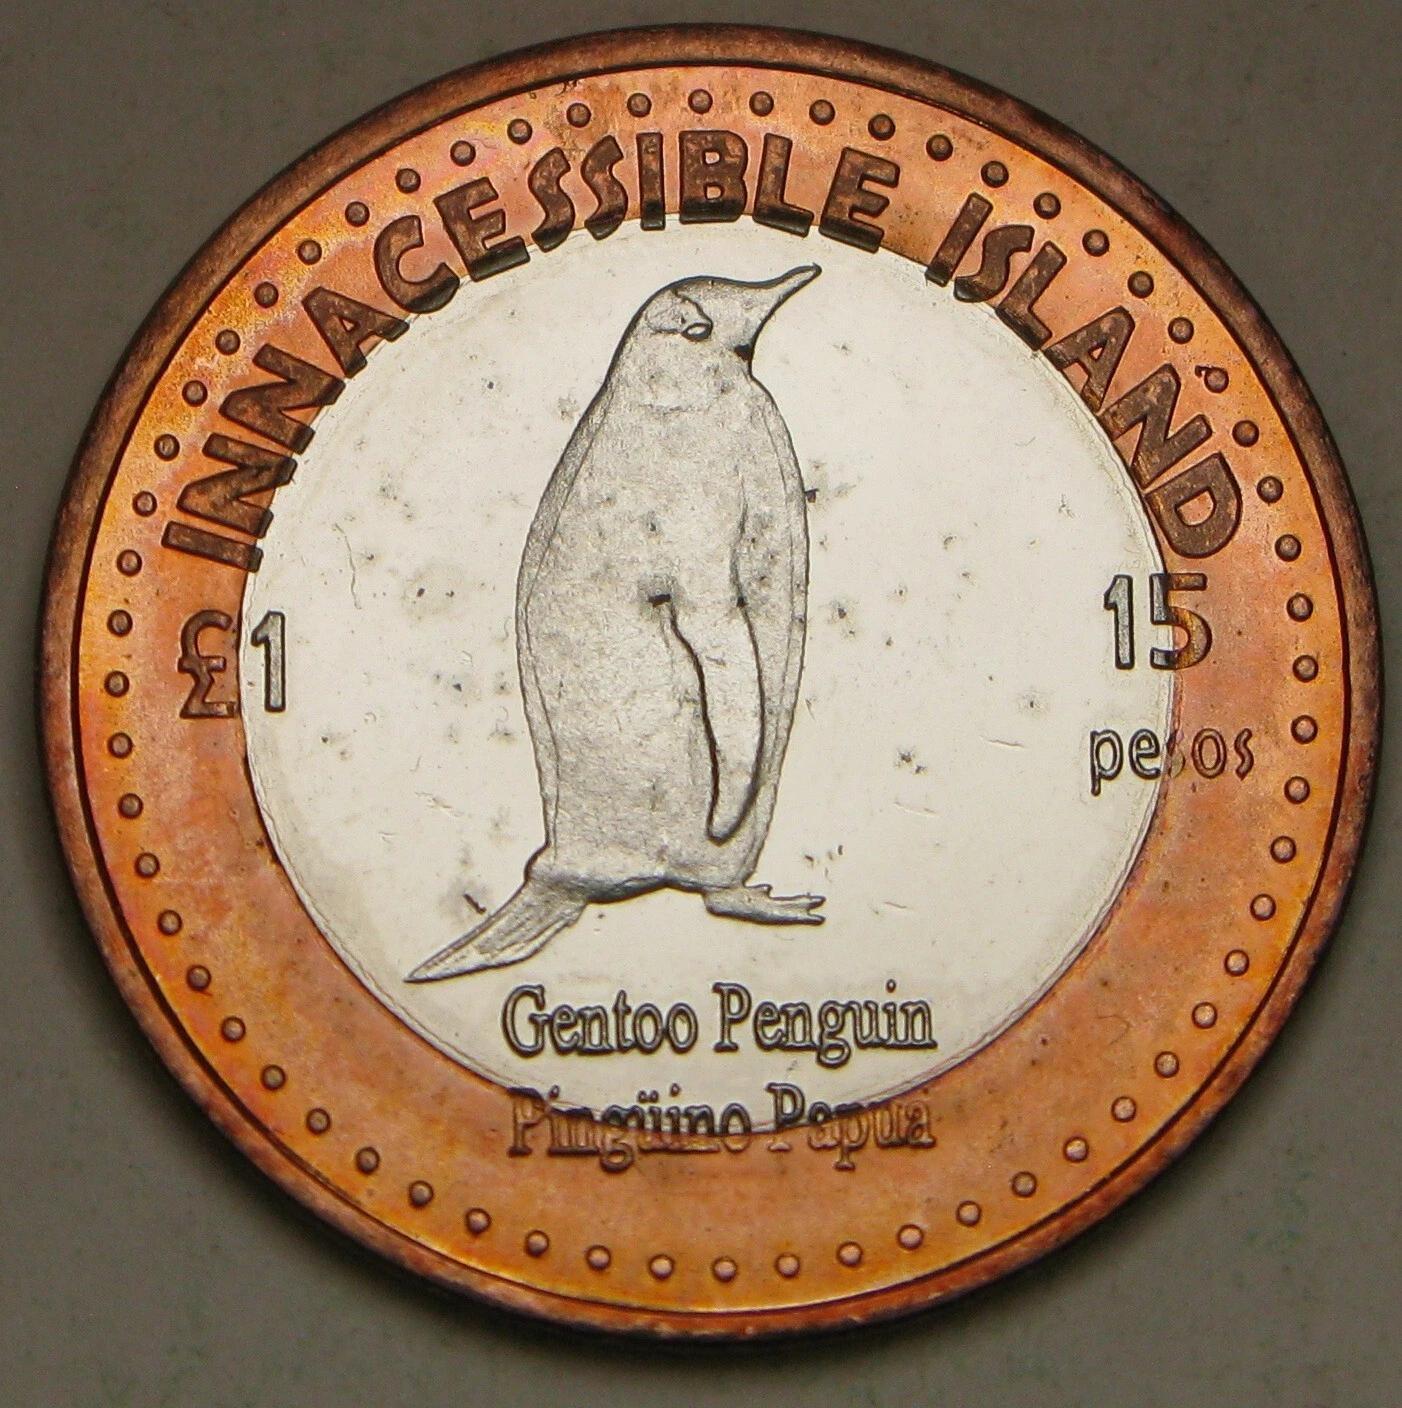 INNACESSIBLE ISLAND
£1
15
pesos
Gentoo Penguin
Pingüino Papua